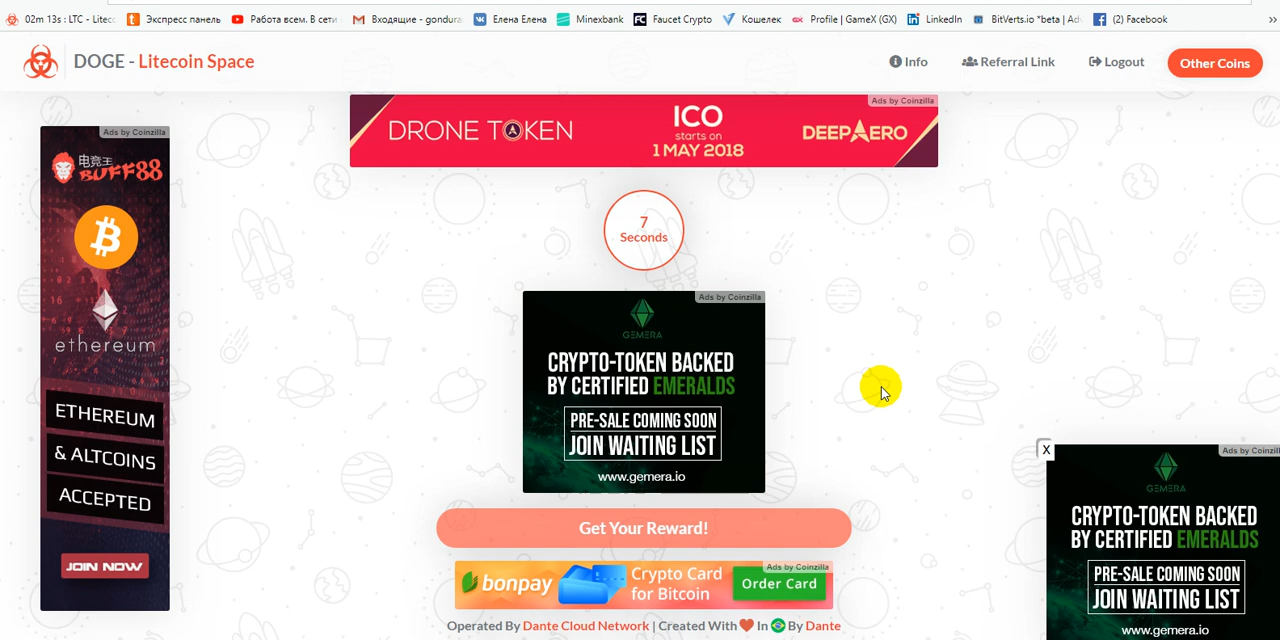 02m 13s : LTC - Litec
Экспресс панель
Работа всем. В сети
Входящие - gondura
Елена Елена
Minexbank
Faucet Crypto
Кошелек
Profile | GameX (GX)
LinkedIn
BitVerts.io *beta | Ad
(2) Facebook
»
DOGE - Litecoin Space
Info
Referral Link
Logout
Other Coins
Ads by Coinzilla
DRONE TOKEN
ICO
starts on
1 MAY 2018
DEEPAERO
Ads by Coinzilla
电竞王
BUFF88
ethereum
ETHEREUM
& ALTCOINS
ACCEPTED
JOIN NOW
7
Seconds
Ads by Coinzilla
GEMERA
CRYPTO-TOKEN BACKED
BY CERTIFIED EMERALDS
PRE-SALE COMING SOON
JOIN WAITING LIST
www.gemera.io
Get Your Reward!
Ads by Coinzilla
bonpay
Crypto Card
for Bitcoin
Order Card
Operated By Dante Cloud Network | Created With In By Dante
X
Ads by Coinzil
GEMERA
CRYPTO-TOKEN BACKED
BY CERTIFIED EMERALDS
PRE-SALE COMING SOON
JOIN WAITING LIST
www.gemera.io